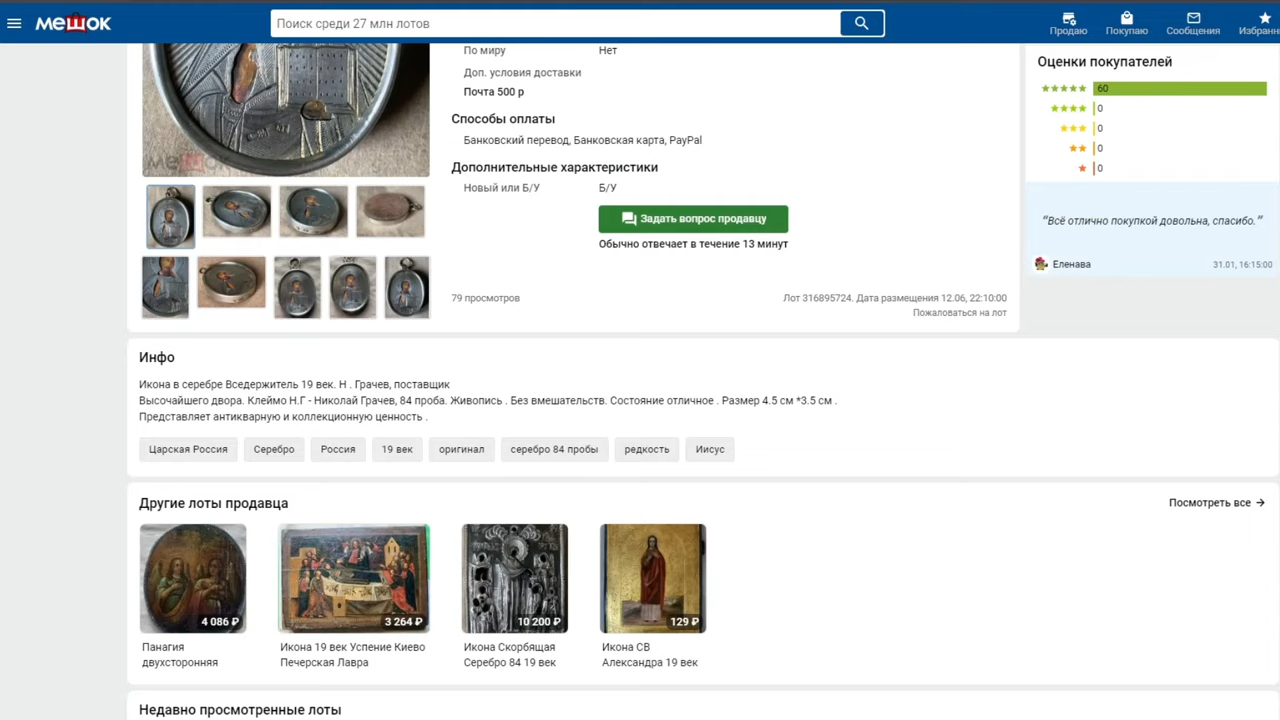 мешок
Поиск среди 27 млн лотов
Продаю
Покупаю
Сообщения
Избранн
По миру Нет
Доп. условия доставки
Почта 500 р
Способы оплаты
Банковский перевод, Банковская карта, PayPal
Дополнительные характеристики
Новый или Б/У Б/У
Задать вопрос продавцу
Обычно отвечает в течение 13 минут
79 просмотров
Лот 316895724. Дата размещения 12.06, 22:10:00
Пожаловаться на лот
Оценки покупателей
60
0
0
0
0
“Всё отлично покупкой довольна, спасибо.”
Еленава 31.01, 16:15:00
Инфо
Икона в серебре Вседержитель 19 век. Н . Грачев, поставщик
Высочайшего двора. Клеймо Н.Г - Николай Грачев, 84 проба. Живопись . Без вмешательств. Состояние отличное . Размер 4.5 см *3.5 см .
Представляет антикварную и коллекционную ценность .
Царская Россия
Серебро
Россия
19 век
оригинал
серебро 84 пробы
редкость
Иисус
Другие лоты продавца
Посмотреть все →
4 086 ₽
Панагия
двухсторонняя
3 264 ₽
Икона 19 век Успение Киево
Печерская Лавра
10 200 ₽
Икона Скорбящая
Серебро 84 19 век
129 ₽
Икона СВ
Александра 19 век
Недавно просмотренные лоты